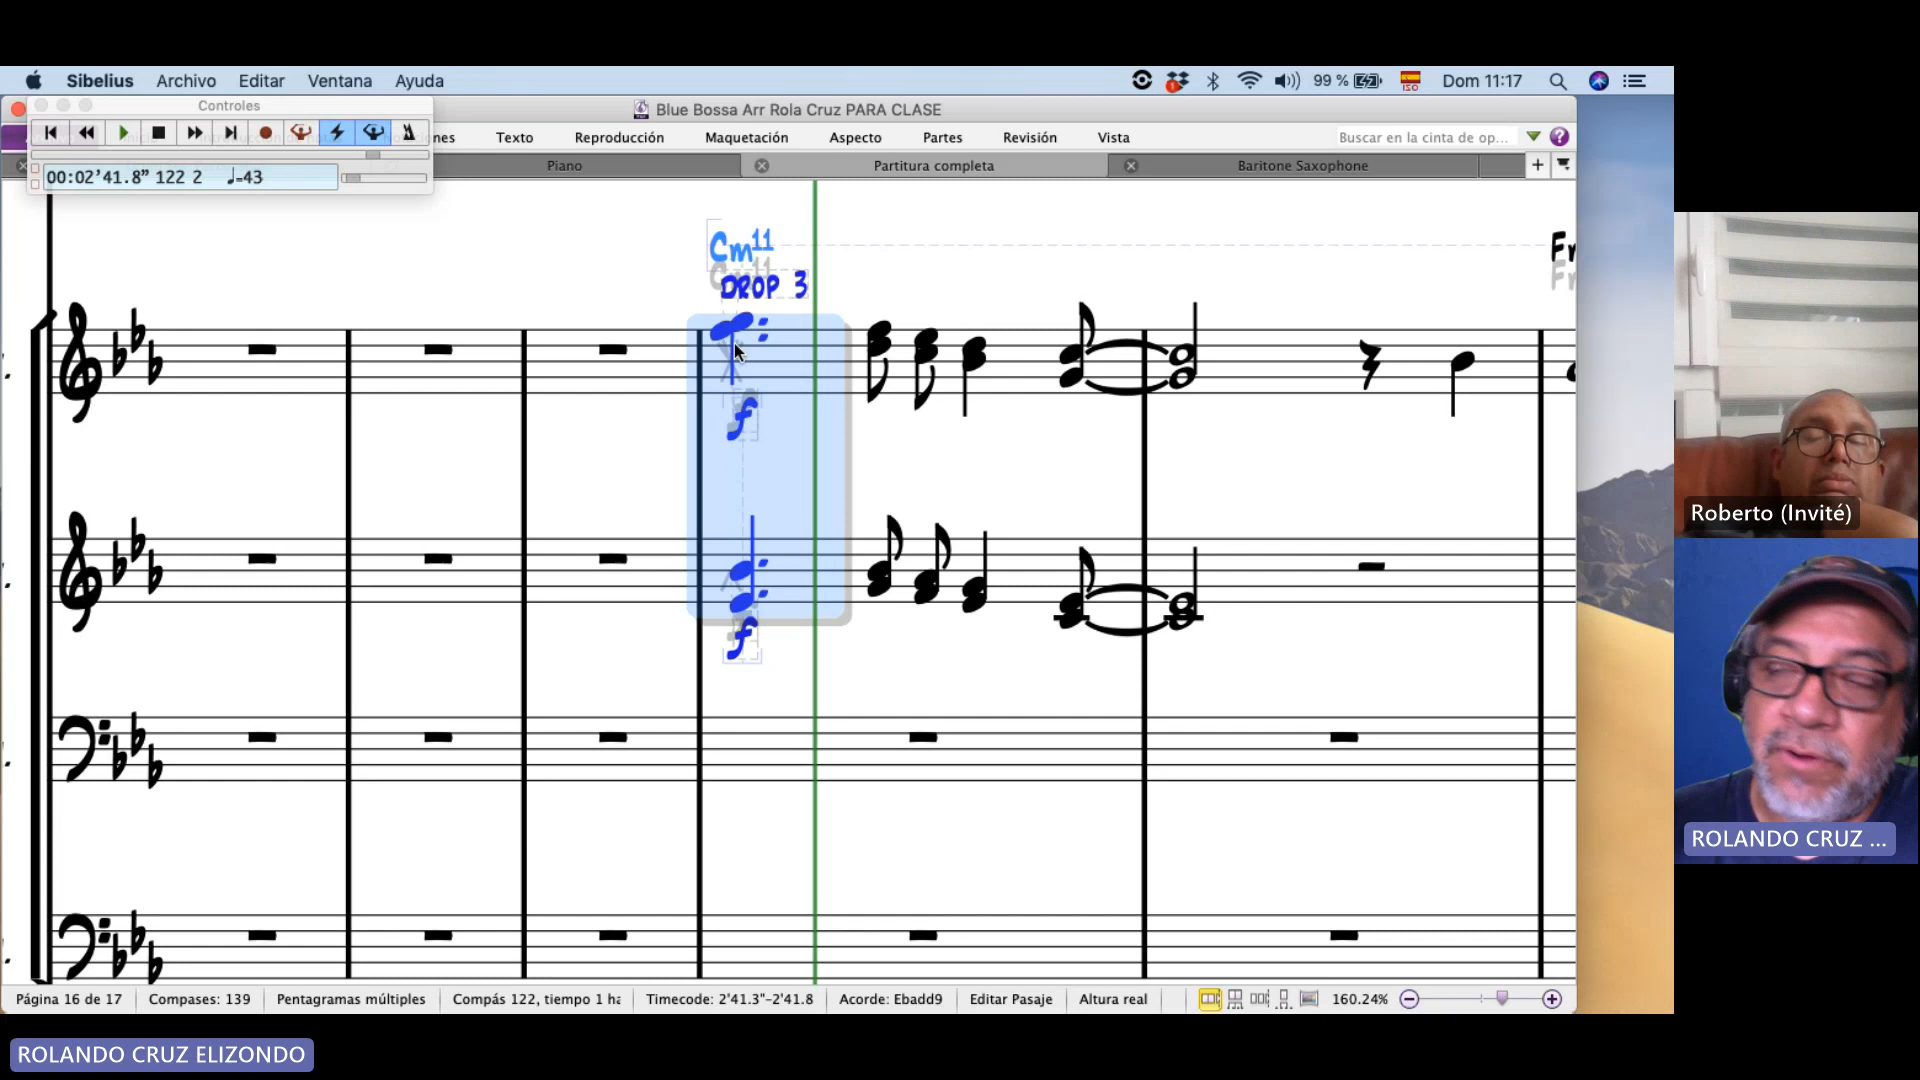 Sibelius Archivo Editar Ventana Ayuda 99 % ISO Dom 11:17
Controles
Blue Bossa Arr Rola Cruz PARA CLASE
nes Texto Reproducción Maquetación Aspecto Partes Revisión Vista Buscar en la cinta de op... ?
Piano Partitura completa Baritone Saxophone +
00:02'41.8" 122 2 ♩=43
Cm11
DROP 3
f
f
Roberto (Invité)
ROLANDO CRUZ ...
Página 16 de 17 Compases: 139 Pentagramas múltiples Compás 122, tiempo 1 ha Timecode: 2'41.3"-2'41.8 Acorde: Ebadd9 Editar Pasaje Altura real 160.24%
ROLANDO CRUZ ELIZONDO